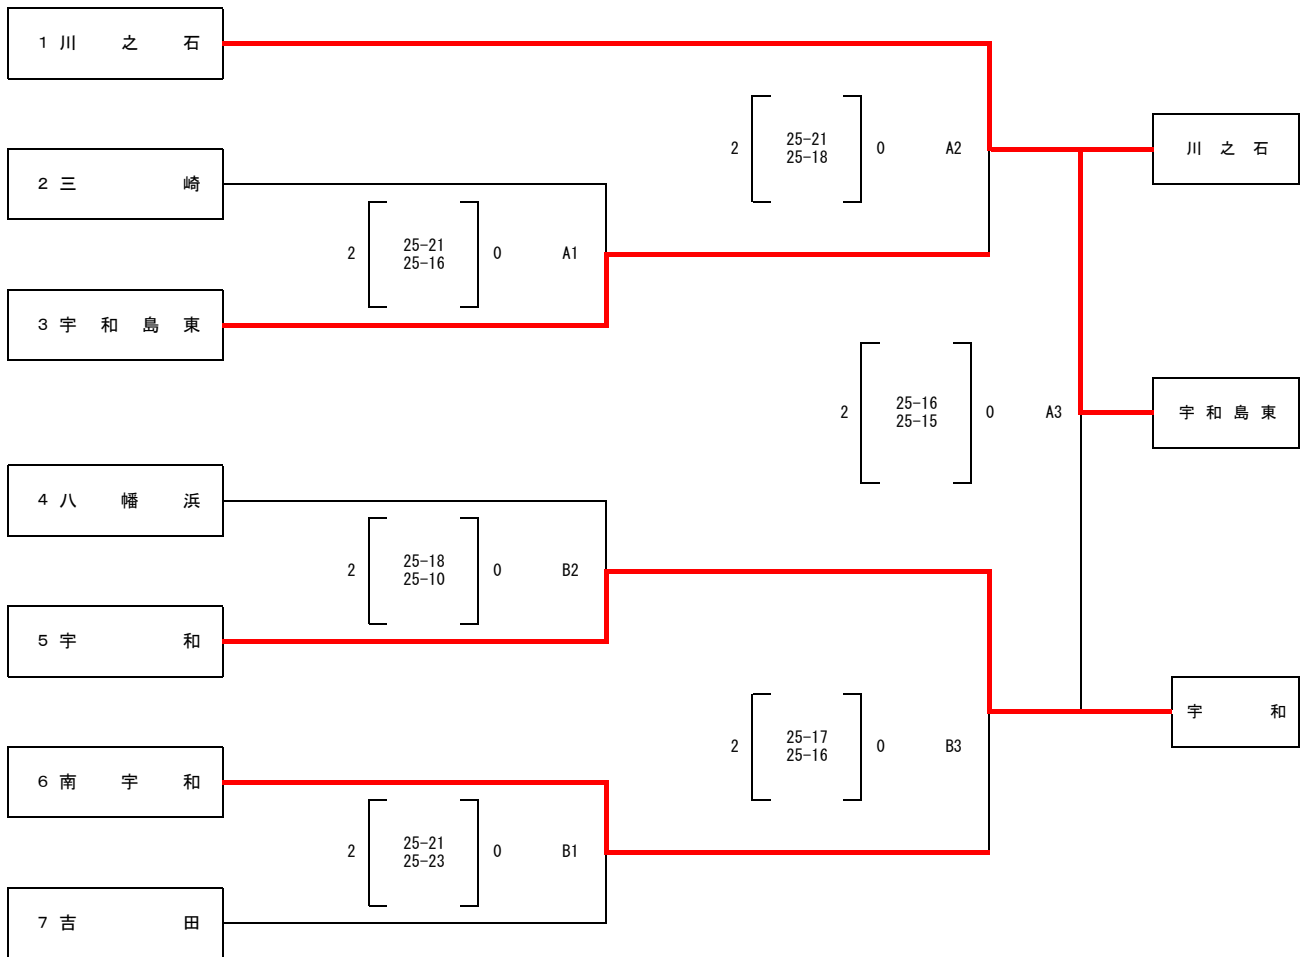 1 川 之 石
25-21
2 0 A2
25-18
川 之 石
2 三 崎
25-21
2 0 A1
25-16
3 宇 和 島 東
25-16
2 0 A3
25-15
宇 和 島 東
4 八 幡 浜
25-18
2 0 B2
25-10
5 宇 和
25-17
2 0 B3
25-16
宇 和
6 南 宇 和
25-21
2 0 B1
25-23
7 吉 田